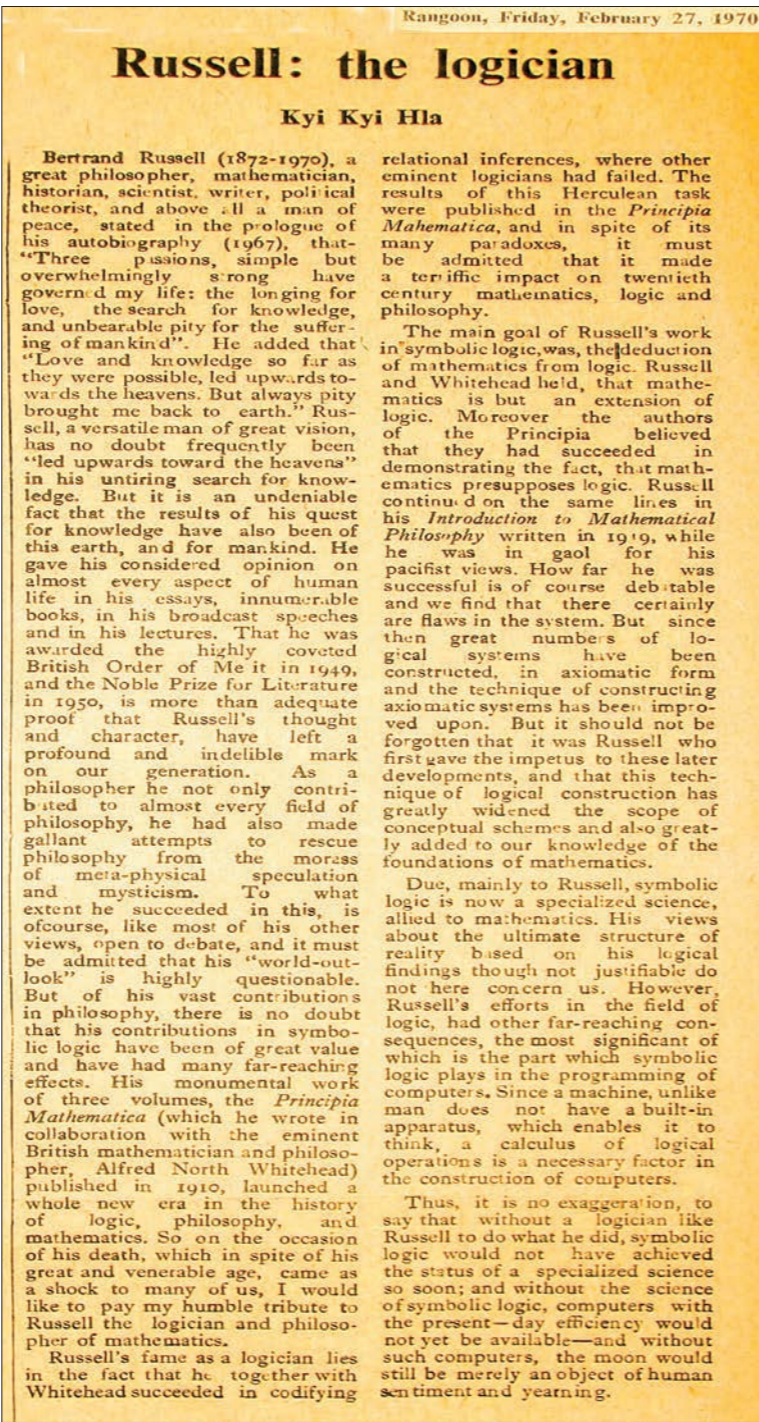 Rangoon, Friday, February 27, 1970
Russell: the logician
Kyi Kyi Hla
Bertrand Russell (1872-1970), a
great philosopher, mathematician,
historian, scientist, writer, political
theorist, and above all a man of
peace, stated in the prologue of
his autobiography (1967), that-
"Three passions, simple but
overwhelmingly strong have
governed my life: the longing for
love, the search for knowledge,
and unbearable pity for the suffer-
ing of mankind". He added that
"Love and knowledge so far as
they were possible, led upwards to-
wards the heavens. But always pity
brought me back to earth." Rus-
sell, a versatile man of great vision,
has no doubt frequently been
"led upwards toward the heavens"
in his untiring search for know-
ledge. But it is an undeniable
fact that the results of his quest
for knowledge have also been of
this earth, and for mankind. He
gave his considered opinion on
almost every aspect of human
life in his essays, innumerable
books, in his broadcast speeches
and in his lectures. That he was
awarded the highly coveted
British Order of Merit in 1949,
and the Noble Prize for Literature
in 1950, is more than adequate
proof that Russell's thought
and character, have left a
profound and indelible mark
on our generation. As a
philosopher he not only contri-
buted to almost every field of
philosophy, he had also made
gallant attempts to rescue
philosophy from the morass
of meta-physical speculation
and mysticism. To what
extent he succeeded in this, is
ofcourse, like most of his other
views, open to debate, and it must
be admitted that his "world-out-
look" is highly questionable.
But of his vast contributions
in philosophy, there is no doubt
that his contributions in symbo-
lic logic have been of great value
and have had many far-reaching
effects. His monumental work
of three volumes, the Principia
Mathematica (which he wrote in
collaboration with the eminent
British mathematician and philoso-
pher, Alfred North Whitehead)
published in 1910, launched a
whole new era in the history
of logic, philosophy, and
mathematics. So on the occasion
of his death, which in spite of his
great and venerable age, came as
a shock to many of us, I would
like to pay my humble tribute to
Russell the logician and philoso-
pher of mathematics.
Russell's fame as a logician lies
in the fact that he together with
Whitehead succeeded in codifying
relational inferences, where other
eminent logicians had failed. The
results of this Herculean task
were published in the Principia
Mahematica, and in spite of its
many paradoxes, it must
be admitted that it made
a terriffic impact on twentieth
century mathematics, logic and
philosophy.
The main goal of Russell's work
in symbolic logic, was, the deduction
of mathematics from logic. Russell
and Whitehead held, that mathe-
matics is but an extension of
logic. Moreover the authors
of the Principia believed
that they had succeeded in
demonstrating the fact, that math-
ematics presupposes logic. Russell
continued on the same lines in
his Introduction to Mathematical
Philosophy written in 1919, while
he was in gaol for his
pacifist views. How far he was
successful is of course debatable
and we find that there certainly
are flaws in the system. But since
then great numbers of lo-
gical systems have been
constructed, in axiomatic form
and the technique of constructing
axiomatic systems has been impro-
ved upon. But it should not be
forgotten that it was Russell who
first gave the impetus to these later
developments, and that this tech-
nique of logical construction has
greatly widened the scope of
conceptual schemes and also great-
ly added to our knowledge of the
foundations of mathematics.
Due, mainly to Russell, symbolic
logic is now a specialized science,
allied to mathematics. His views
about the ultimate structure of
reality based on his logical
findings though not justifiable do
not here concern us. However,
Russell's efforts in the field of
logic, had other far-reaching con-
sequences, the most significant of
which is the part which symbolic
logic plays in the programming of
computers. Since a machine, unlike
man does not have a built-in
apparatus, which enables it to
think, a calculus of logical
operations is a necessary factor in
the construction of computers.
Thus, it is no exaggeration, to
say that without a logician like
Russell to do what he did, symbolic
logic would not have achieved
the status of a specialized science
so soon; and without the science
of symbolic logic, computers with
the present—day efficiency would
not yet be available—and without
such computers, the moon would
still be merely an object of human
sentiment and yearning.